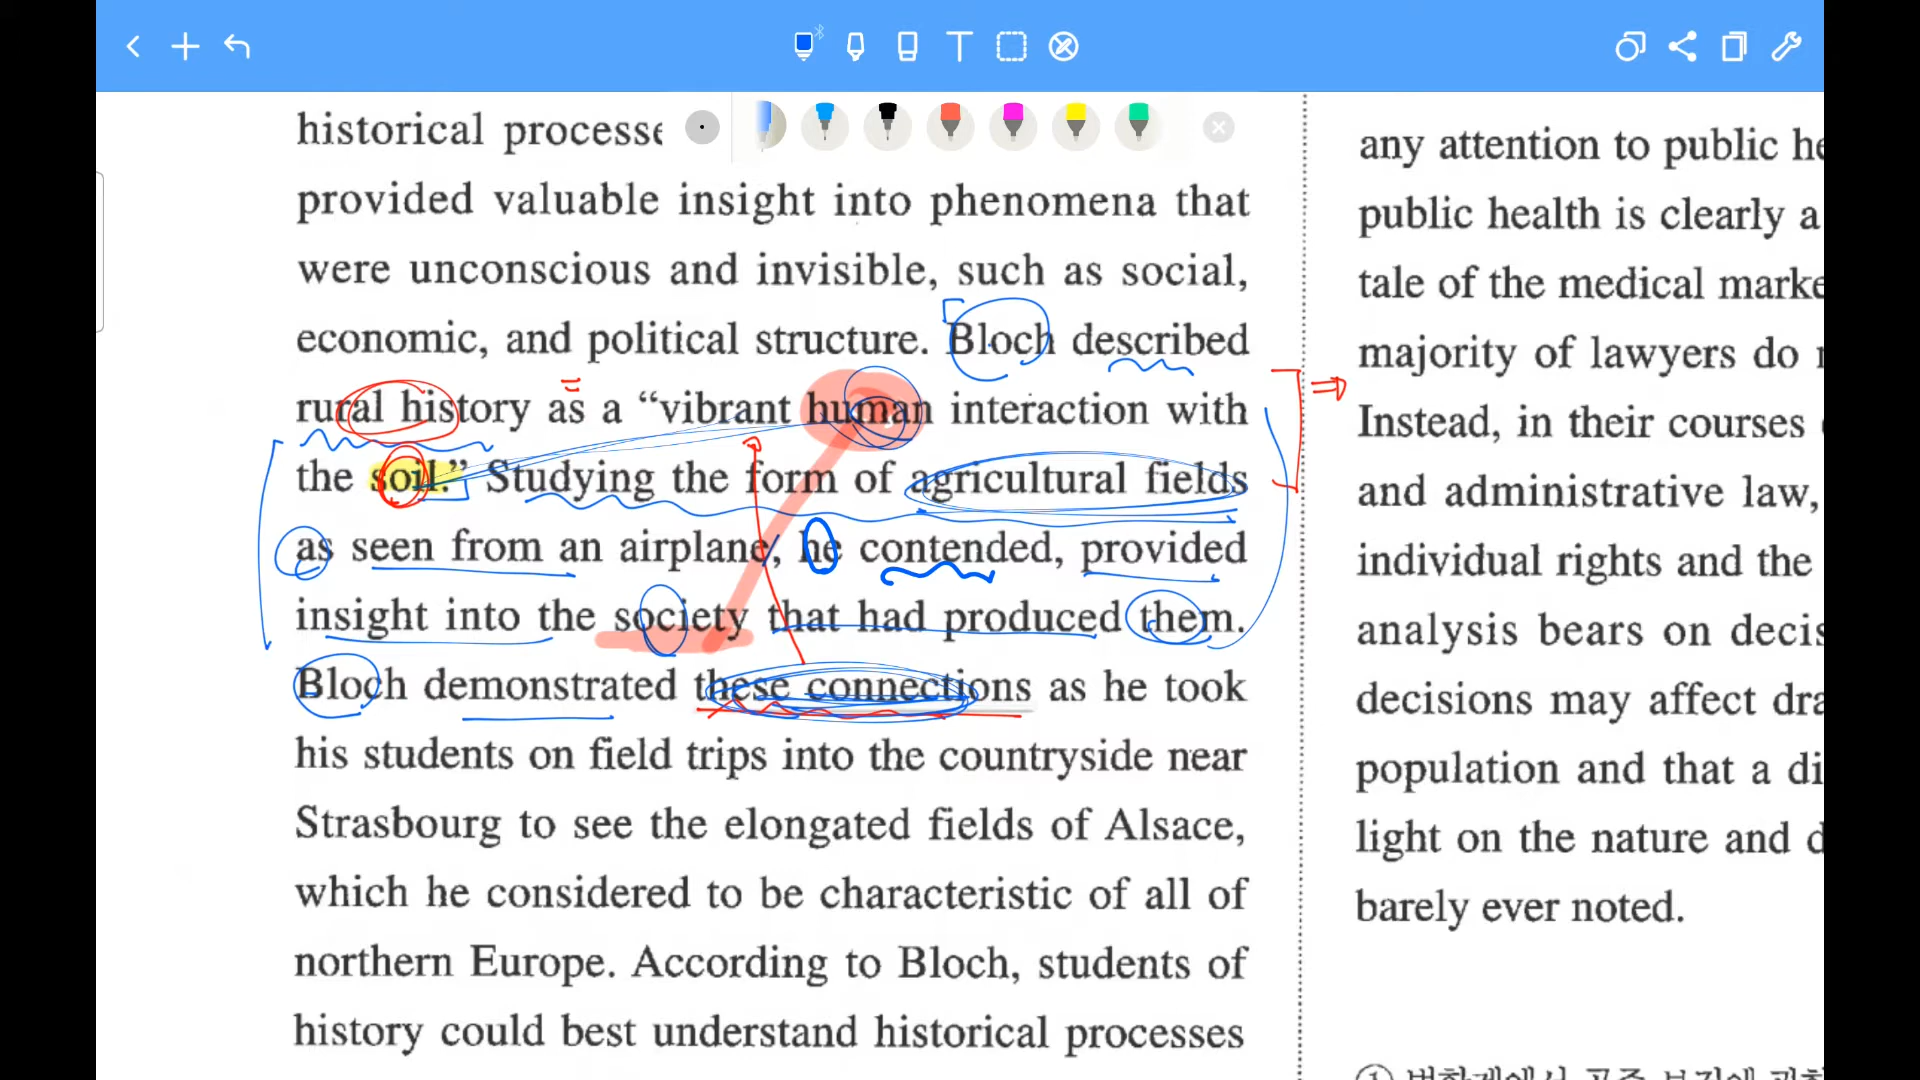 historical processe
provided valuable insight into phenomena that
were unconscious and invisible, such as social,
economic, and political structure. Bloch described
rural history as a “vibrant human interaction with
the soil.” Studying the form of agricultural fields
as seen from an airplane, he contended, provided
insight into the society that had produced them.
Bloch demonstrated these connections as he took
his students on field trips into the countryside near
Strasbourg to see the elongated fields of Alsace,
which he considered to be characteristic of all of
northern Europe. According to Bloch, students of
history could best understand historical processes
any attention to public he
public health is clearly a
tale of the medical marke
majority of lawyers do
Instead, in their courses
and administrative law,
individual rights and the
analysis bears on decis
decisions may affect dra
population and that a di
light on the nature and d
barely ever noted.